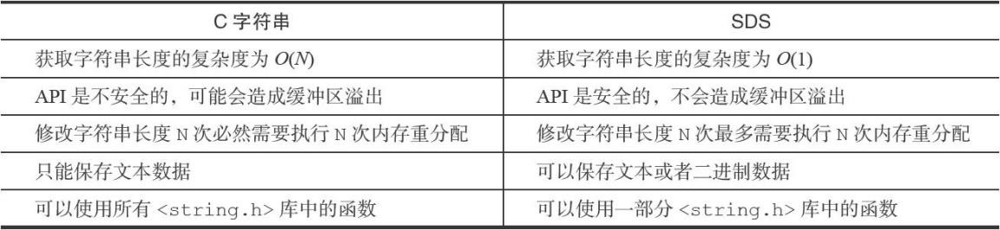 C 字符串 SDS
获取字符串长度的复杂度为 O(N) 获取字符串长度的复杂度为 O(1)
API 是不安全的，可能会造成缓冲区溢出 API 是安全的，不会造成缓冲区溢出
修改字符串长度 N 次必然需要执行 N 次内存重分配 修改字符串长度 N 次最多需要执行 N 次内存重分配
只能保存文本数据 可以保存文本或者二进制数据
可以使用所有 <string.h> 库中的函数 可以使用一部分 <string.h> 库中的函数